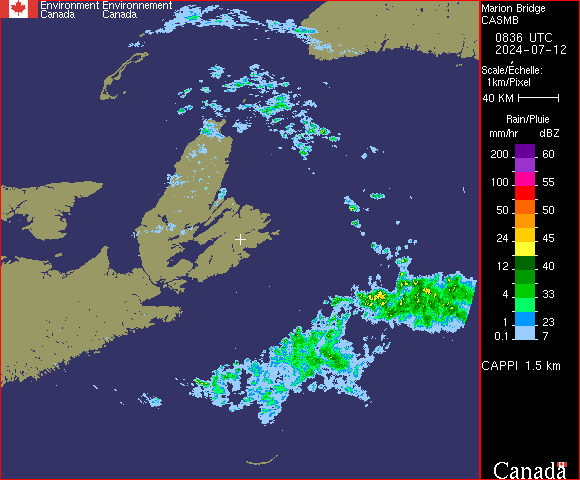 Environment Environnement
Canada Canada
Marion Bridge
CASMB
0836 UTC
2024-07-12
Scale/Échelle:
1km/Pixel
40 KM
Rain/Pluie
mm/hr dBZ
200 60
100 55
50 50
24 45
12 40
4 33
1 23
0.1 7
CAPPI 1.5 km
Canada